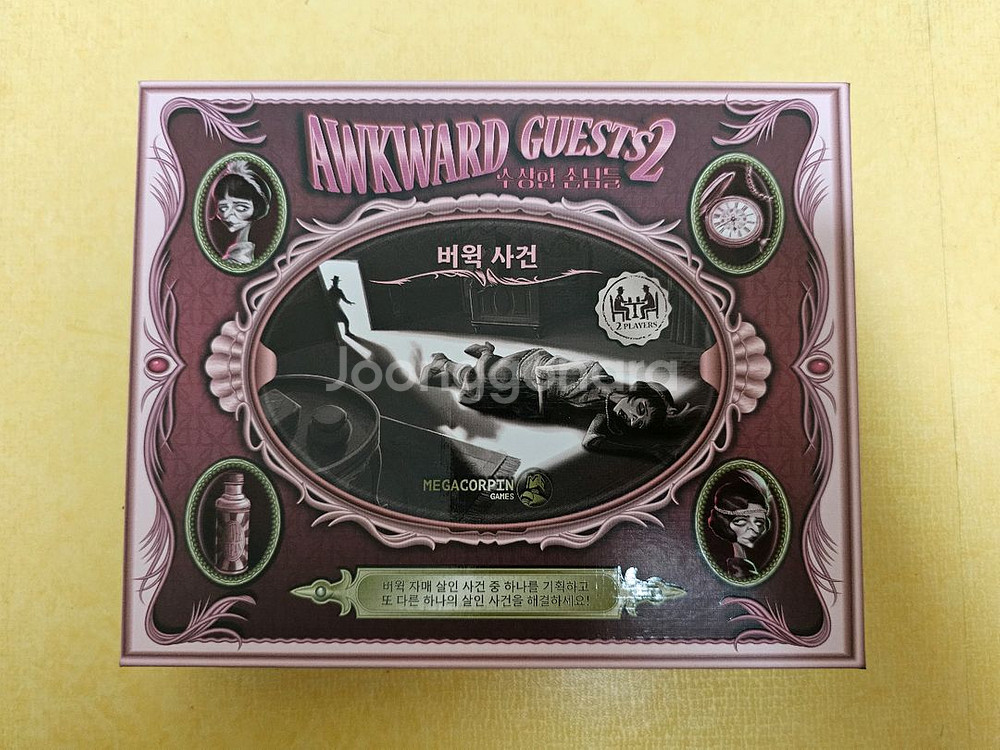 AWKWARD GUESTS 2
수상한 손님들
버윅 사건
2 PLAYERS
Joonggonara
MEGACORPIN
GAMES
버윅 자매 살인 사건 중 하나를 기획하고
또 다른 하나의 살인 사건을 해결하세요!